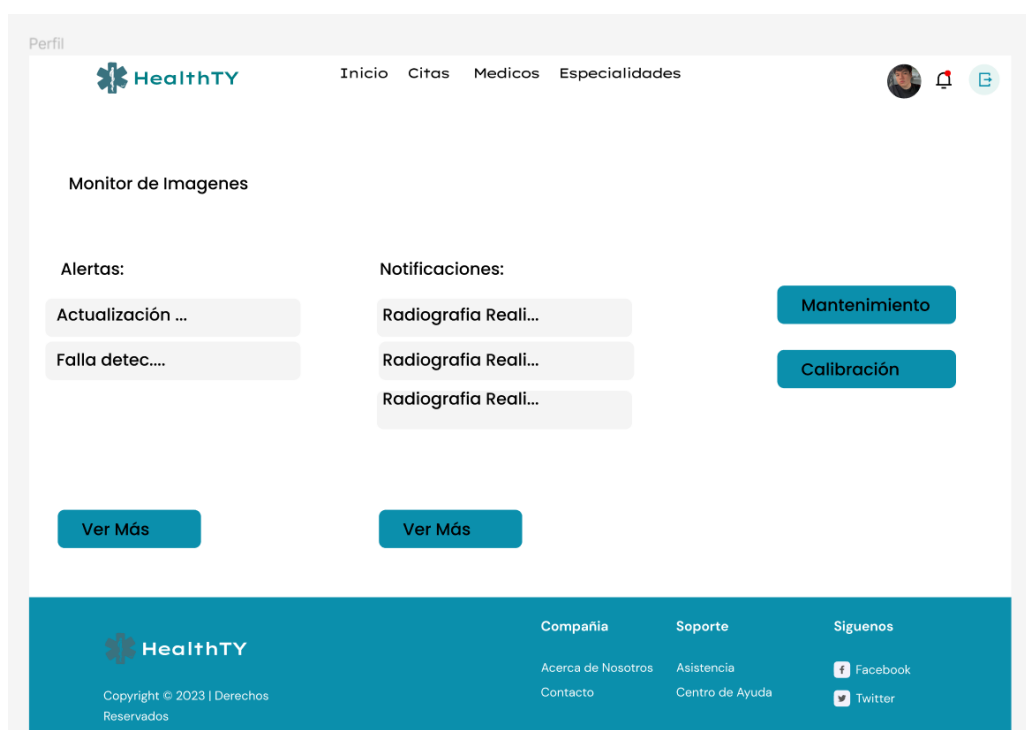 Perfil
HealthTY
Inicio Citas Medicos Especialidades
Monitor de Imagenes
Alertas:
Actualización ...
Falla detec....
Notificaciones:
Radiografia Reali...
Radiografia Reali...
Radiografia Reali...
Mantenimiento
Calibración
Ver Más
Ver Más
HealthTY
Copyright © 2023 | Derechos
Reservados
Compañia
Acerca de Nosotros
Contacto
Soporte
Asistencia
Centro de Ayuda
Siguenos
Facebook
Twitter